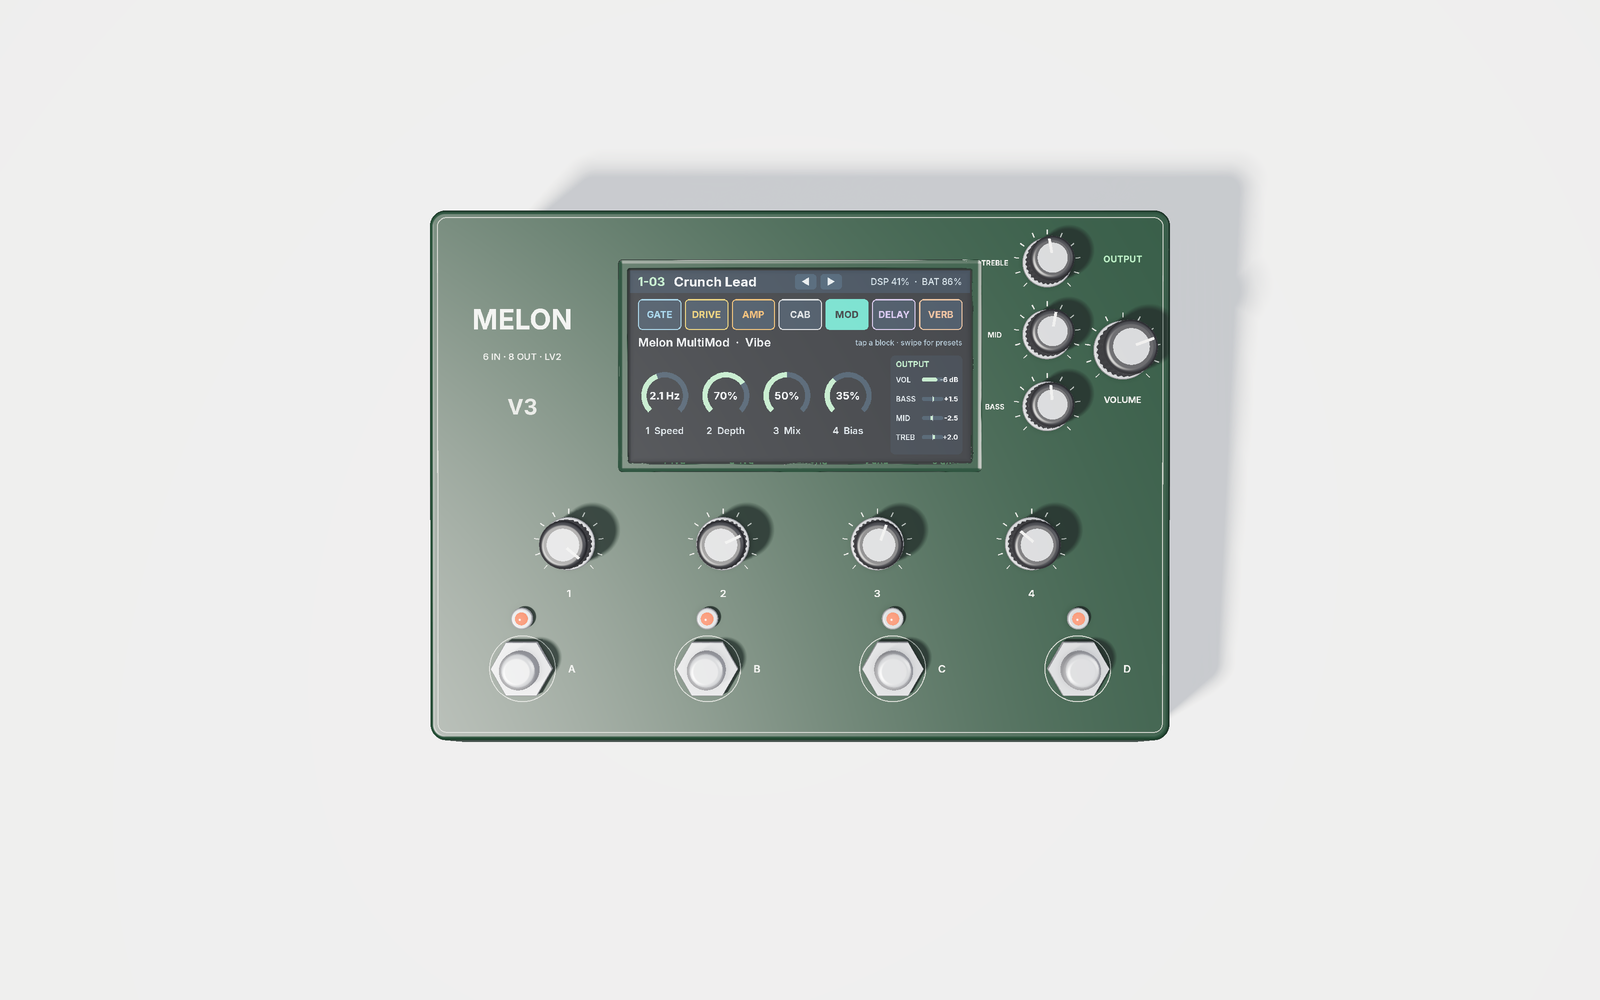 MELON
6 IN · 8 OUT · LV2
V3
1-03 Crunch Lead ◀ ▶ DSP 41% · BAT 86%
GATE DRIVE AMP CAB MOD DELAY VERB
Melon MultiMod · Vibe
tap a block · swipe for presets
2.1 Hz 70% 50% 35%
1 Speed 2 Depth 3 Mix 4 Bias
OUTPUT
VOL -6 dB
BASS +1.5
MID -2.5
TREB +2.0
TREBLE
MID
BASS
OUTPUT
VOLUME
1 2 3 4
A B C D